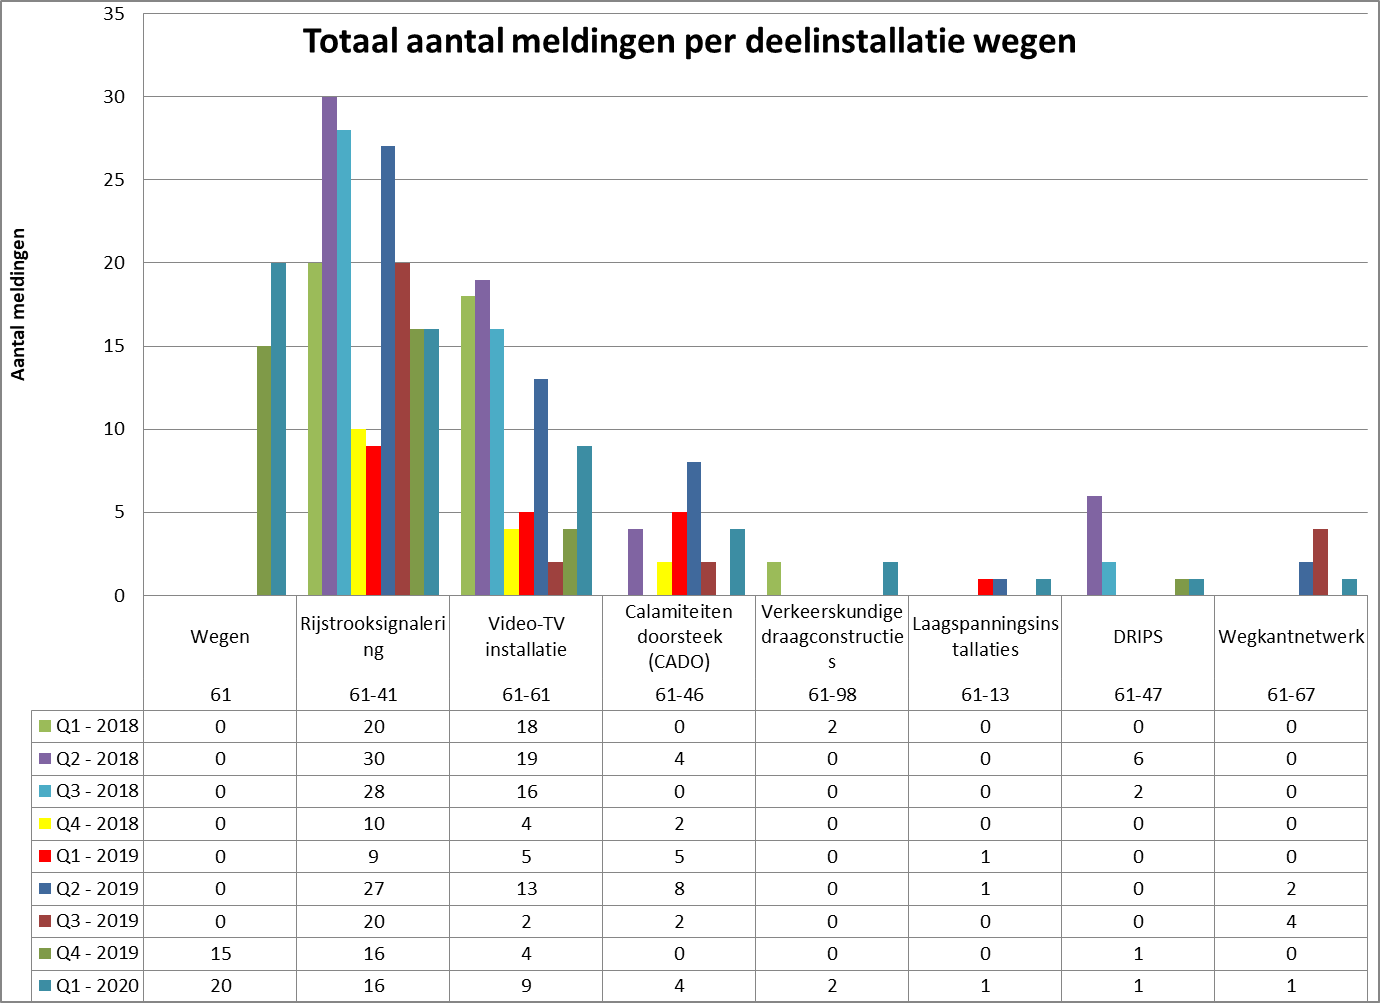 Totaal aantal meldingen per deelinstallatie wegen
Aantal meldingen
35
30
25
20
15
10
5
0
Wegen
Rijstrooksignaleri
ng
Video-TV
installatie
Calamiteiten
doorsteek
(CADO)
Verkeerskundige
draagconstructie
s
Laagspanningsins
tallaties
DRIPS
Wegkantnetwerk
61 61-41 61-61 61-46 61-98 61-13 61-47 61-67
Q1 - 2018 0 20 18 0 2 0 0 0
Q2 - 2018 0 30 19 4 0 0 6 0
Q3 - 2018 0 28 16 0 0 0 2 0
Q4 - 2018 0 10 4 2 0 0 0 0
Q1 - 2019 0 9 5 5 0 1 0 0
Q2 - 2019 0 27 13 8 0 1 0 2
Q3 - 2019 0 20 2 2 0 0 0 4
Q4 - 2019 15 16 4 0 0 0 1 0
Q1 - 2020 20 16 9 4 2 1 1 1